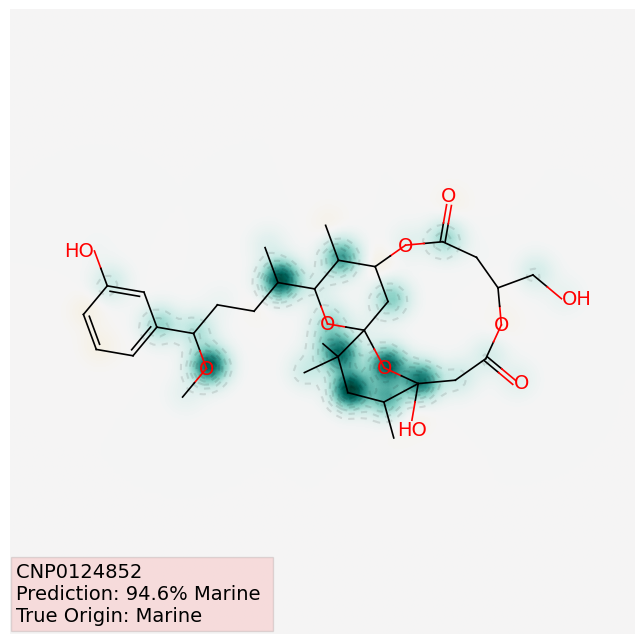 O
O
HO
OH
O
O
O
O
O
HO
CNP0124852
Prediction: 94.6% Marine
True Origin: Marine